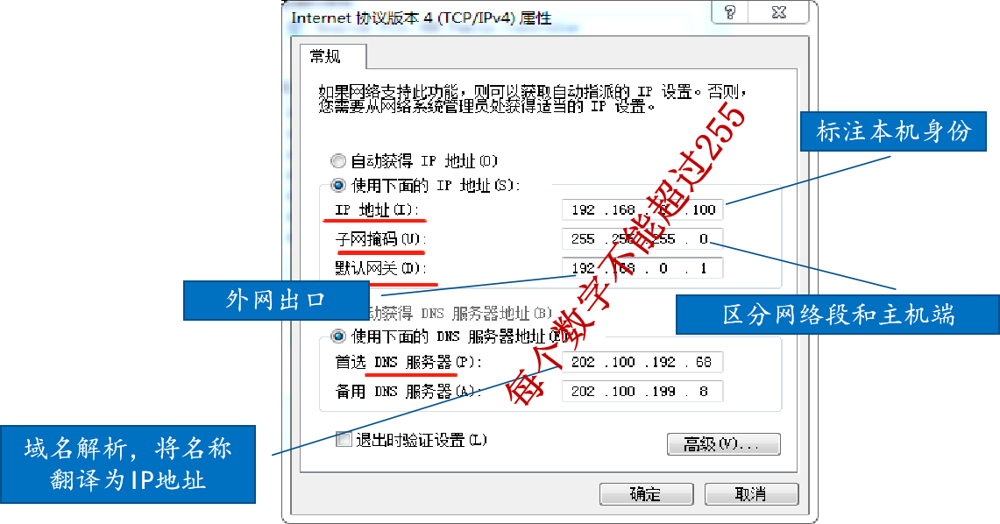 Internet 协议版本 4 (TCP/IPv4) 属性
常规
如果网络支持此功能，则可以获取自动指派的 IP 设置。否则，
您需要从网络系统管理员处获得适当的 IP 设置。
标注本机身份
自动获得 IP 地址(O)
使用下面的 IP 地址(S):
IP 地址(I): 192 .168 . 0 .100
子网掩码(U): 255 .255 .255 . 0
默认网关(D): 192 .168 . 0 . 1
外网出口
区分网络段和主机端
动获得 DNS 服务器地址(B)
使用下面的 DNS 服务器地址(E):
首选 DNS 服务器(P): 202 .100 .192 . 68
备用 DNS 服务器(A): 202 .100 .199 . 8
每个数字不能超过255
域名解析，将名称
翻译为IP地址
退出时验证设置(L)
高级(V)...
确定 取消